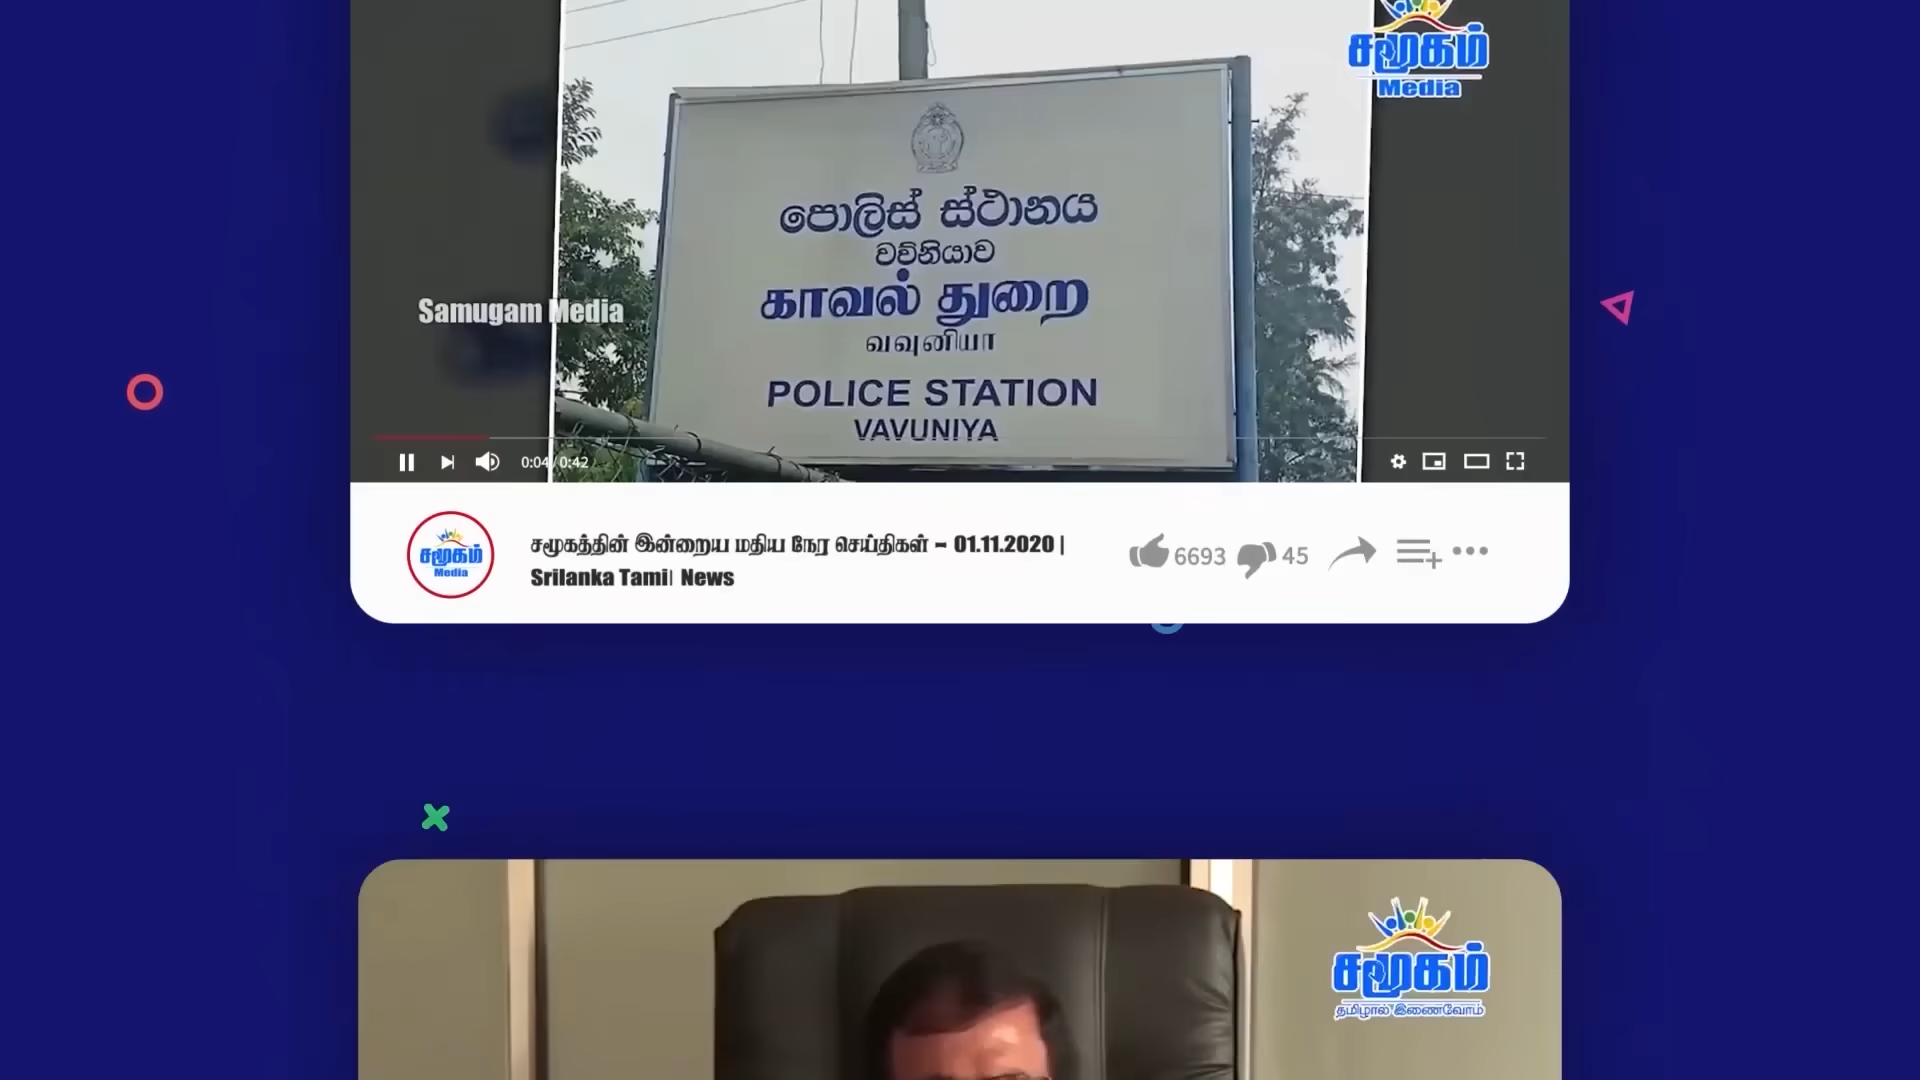 சமூகம்
Media
පොලිස් ස්ථානය
වව්නියාව
காவல் துறை
வவுனியா
POLICE STATION
VAVUNIYA
Samugam Media
0:04/0:42
சமூகம்
Media
சமூகத்தின் இன்றைய மதிய நேர செய்திகள் – 01.11.2020 |
Srilanka Tamil News
6693
45
சமூகம்
தமிழால் இணைவோம்